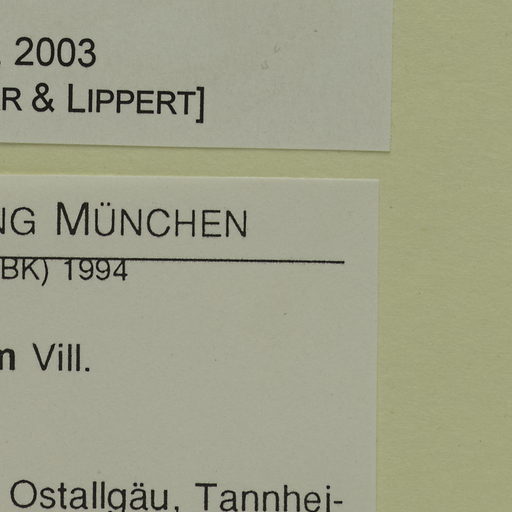 . 2003
R & LIPPERT]
NG MÜNCHEN
BK) 1994
m Vill.
Ostallgäu, Tannhei-